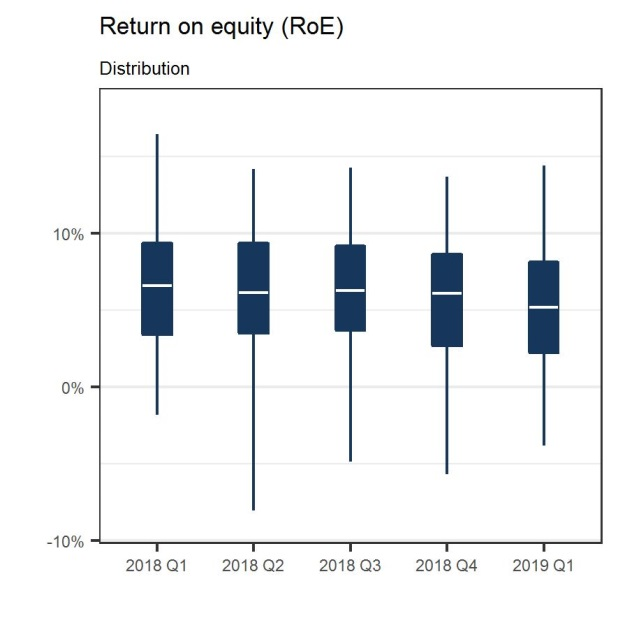 Return on equity (RoE)
Distribution
10%
0%
-10%
2018 Q1 2018 Q2 2018 Q3 2018 Q4 2019 Q1